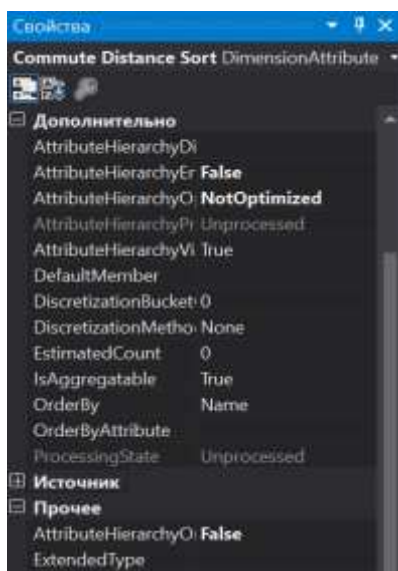 Свойства
Commute Distance Sort DimensionAttribute
Дополнительно
AttributeHierarchyDi
AttributeHierarchyEr False
AttributeHierarchyO NotOptimized
AttributeHierarchyPr Unprocessed
AttributeHierarchyVi True
DefaultMember
DiscretizationBucket 0
DiscretizationMetho None
EstimatedCount 0
IsAggregatable True
OrderBy Name
OrderByAttribute
ProcessingState Unprocessed
Источник
Прочее
AttributeHierarchyO False
ExtendedType